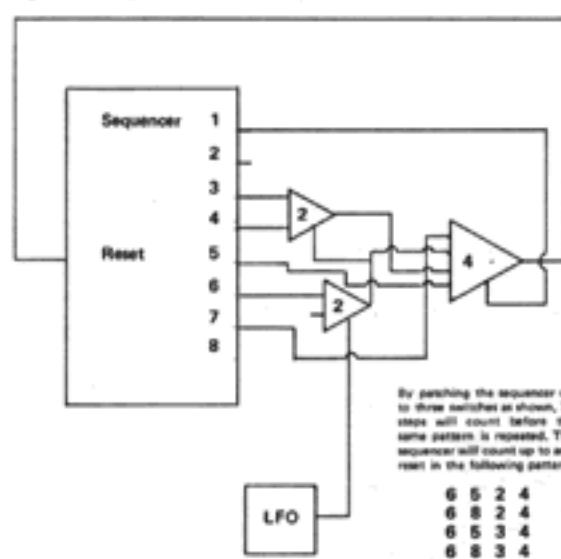 Sequencer 1
2
3
4
5
6
7
8
Reset
2
2
4
LFO
By patching the sequencer
to three switches as shown,
steps will count before
same pattern is repeated.
sequencer will count up to
reset in the following
6 5 2 4
6 8 2 4
6 5 3 4
6 8 3 4